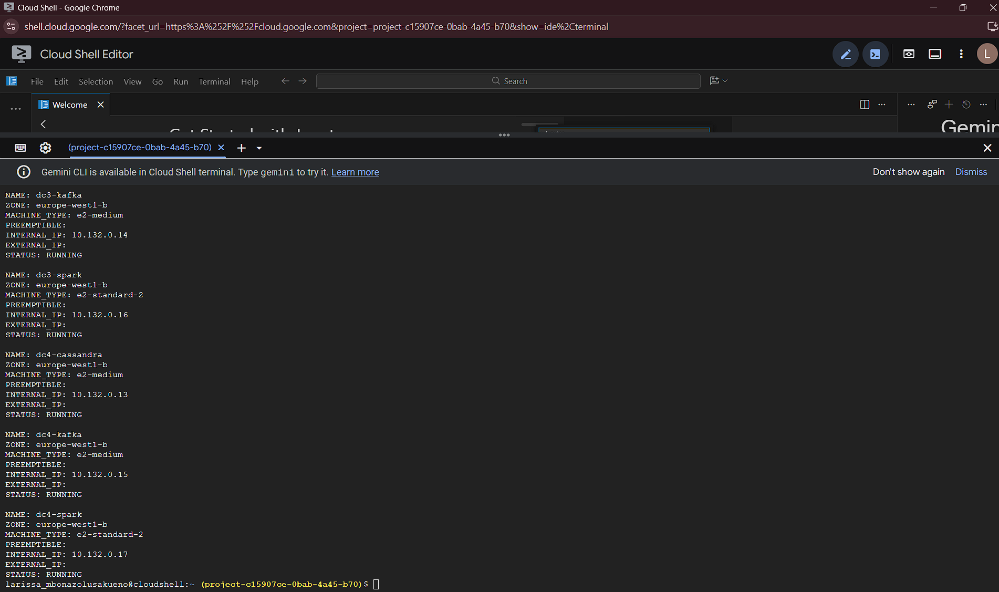 Cloud Shell - Google Chrome
shell.cloud.google.com/?facet_url=https%3A%252F%252Fcloud.google.com&project=project-c15907ce-0bab-4a45-b70&show=ide%2Cterminal
Cloud Shell Editor
L
File Edit Selection View Go Run Terminal Help
Search
Welcome
(project-c15907ce-0bab-4a45-b70)
Gemini CLI is available in Cloud Shell terminal. Type gemini to try it. Learn more
Don't show again Dismiss
NAME: dc3-kafka
ZONE: europe-west1-b
MACHINE_TYPE: e2-medium
PREEMPTIBLE:
INTERNAL_IP: 10.132.0.14
EXTERNAL_IP:
STATUS: RUNNING
NAME: dc3-spark
ZONE: europe-west1-b
MACHINE_TYPE: e2-standard-2
PREEMPTIBLE:
INTERNAL_IP: 10.132.0.16
EXTERNAL_IP:
STATUS: RUNNING
NAME: dc4-cassandra
ZONE: europe-west1-b
MACHINE_TYPE: e2-medium
PREEMPTIBLE:
INTERNAL_IP: 10.132.0.13
EXTERNAL_IP:
STATUS: RUNNING
NAME: dc4-kafka
ZONE: europe-west1-b
MACHINE_TYPE: e2-medium
PREEMPTIBLE:
INTERNAL_IP: 10.132.0.15
EXTERNAL_IP:
STATUS: RUNNING
NAME: dc4-spark
ZONE: europe-west1-b
MACHINE_TYPE: e2-standard-2
PREEMPTIBLE:
INTERNAL_IP: 10.132.0.17
EXTERNAL_IP:
STATUS: RUNNING
larissa_mbonazolusakueno@cloudshell:~ (project-c15907ce-0bab-4a45-b70)$